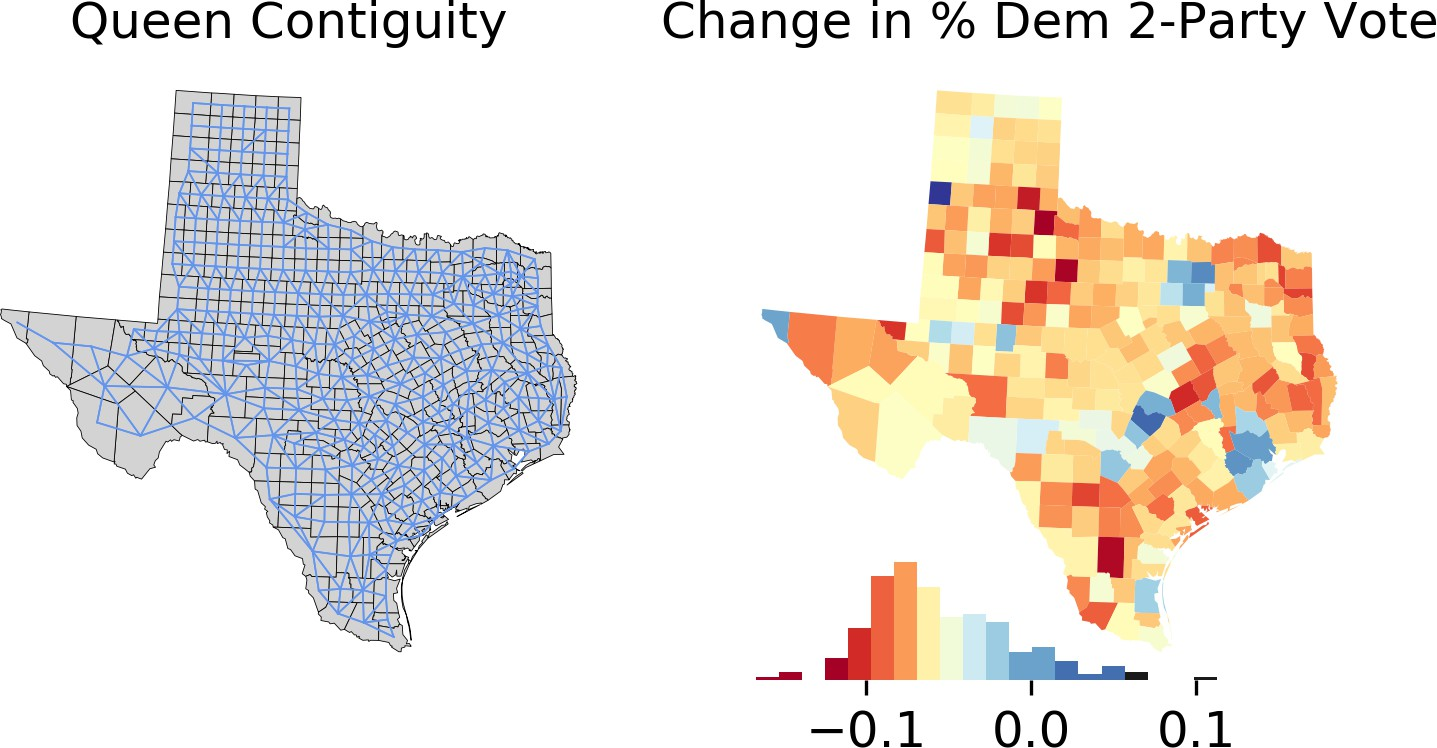 Queen Contiguity
Change in % Dem 2-Party Vote
−0.1 0.0 0.1